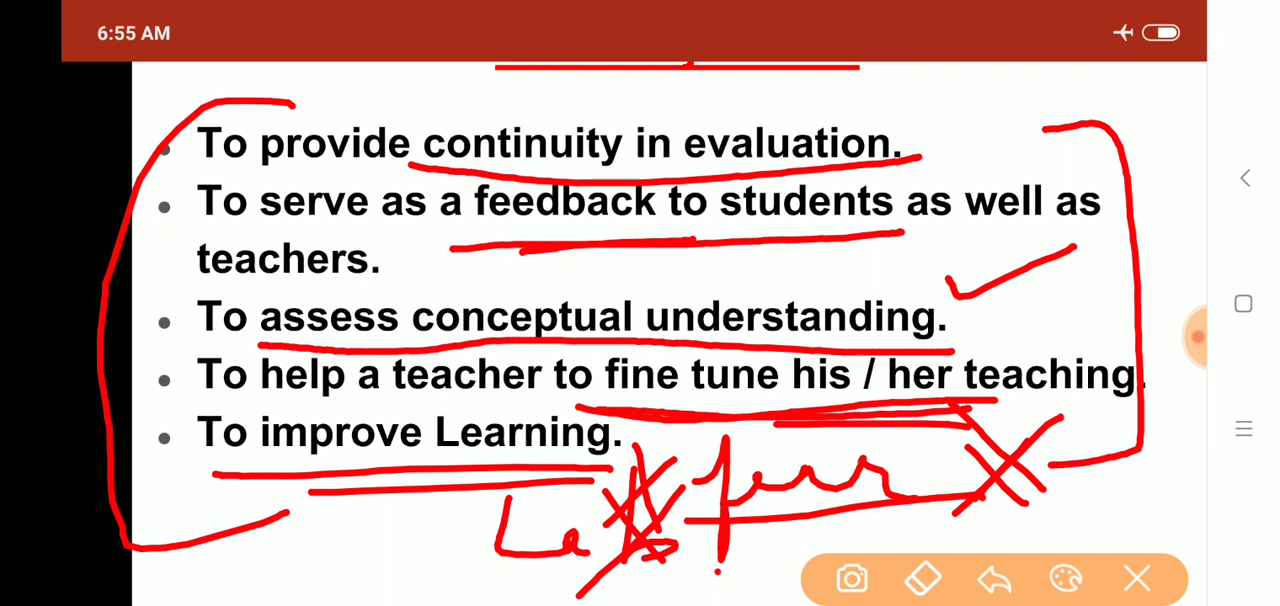 6:55 AM
To provide continuity in evaluation.
To serve as a feedback to students as well as
teachers.
To assess conceptual understanding.
To help a teacher to fine tune his / her teaching.
To improve Learning.